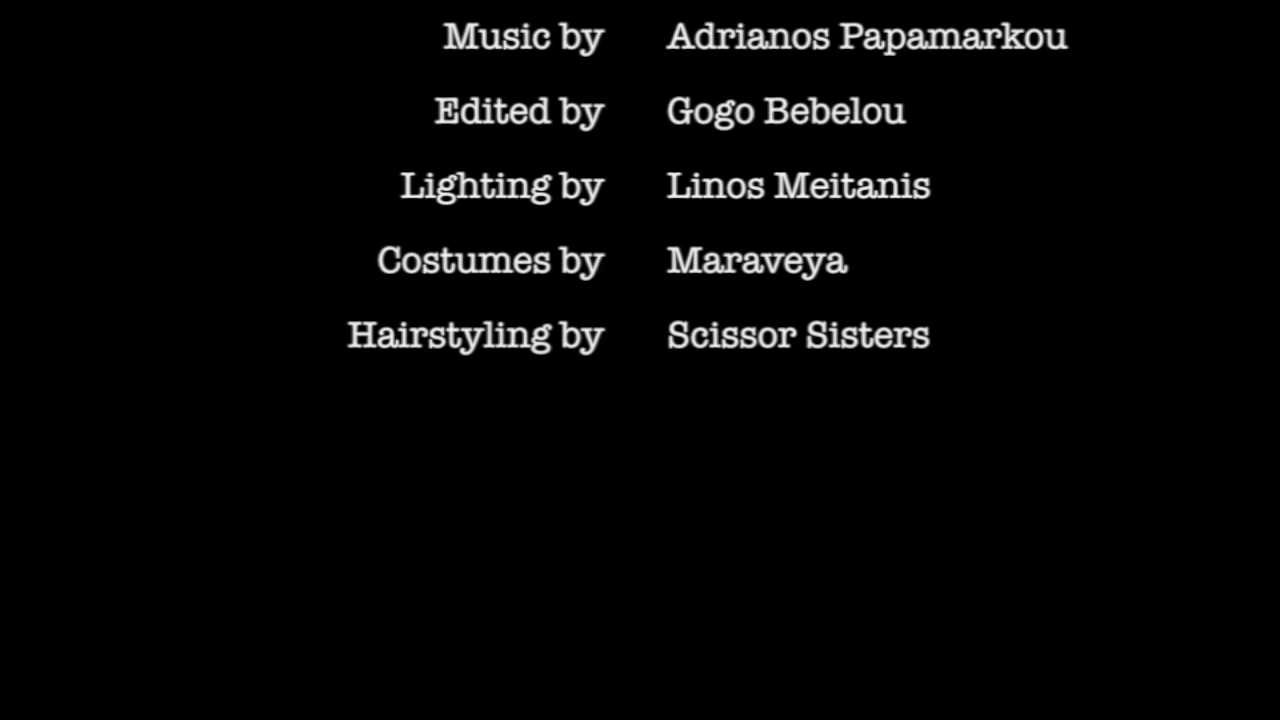 Music by Adrianos Papamarkou
Edited by Gogo Bebelou
Lighting by Linos Meitanis
Costumes by Maraveya
Hairstyling by Scissor Sisters